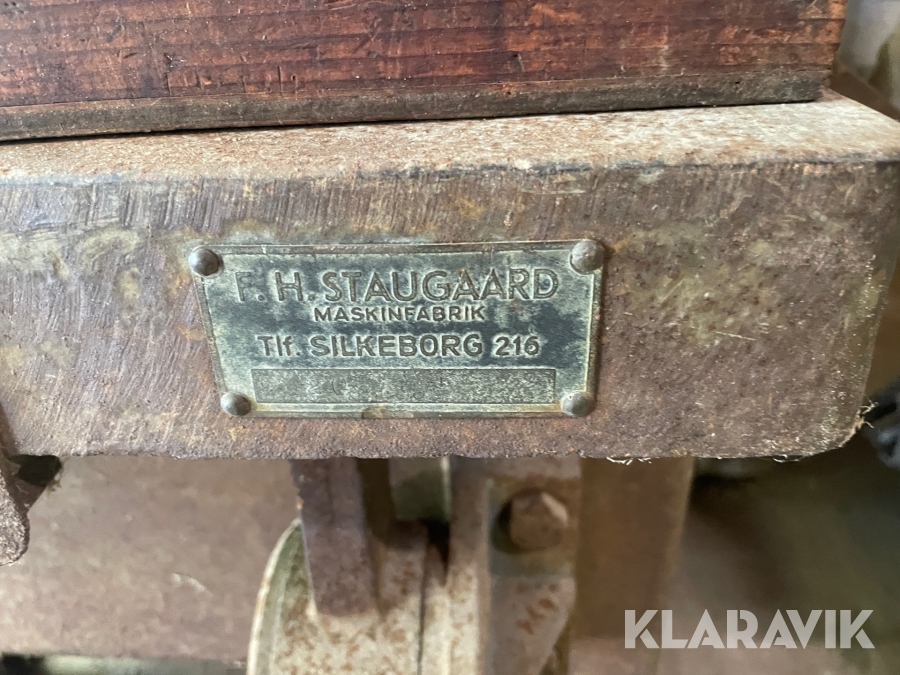 F. H. STAUGAARD
MASKINFABRIK
Tlf. SILKEBORG 216
KLARAVIK